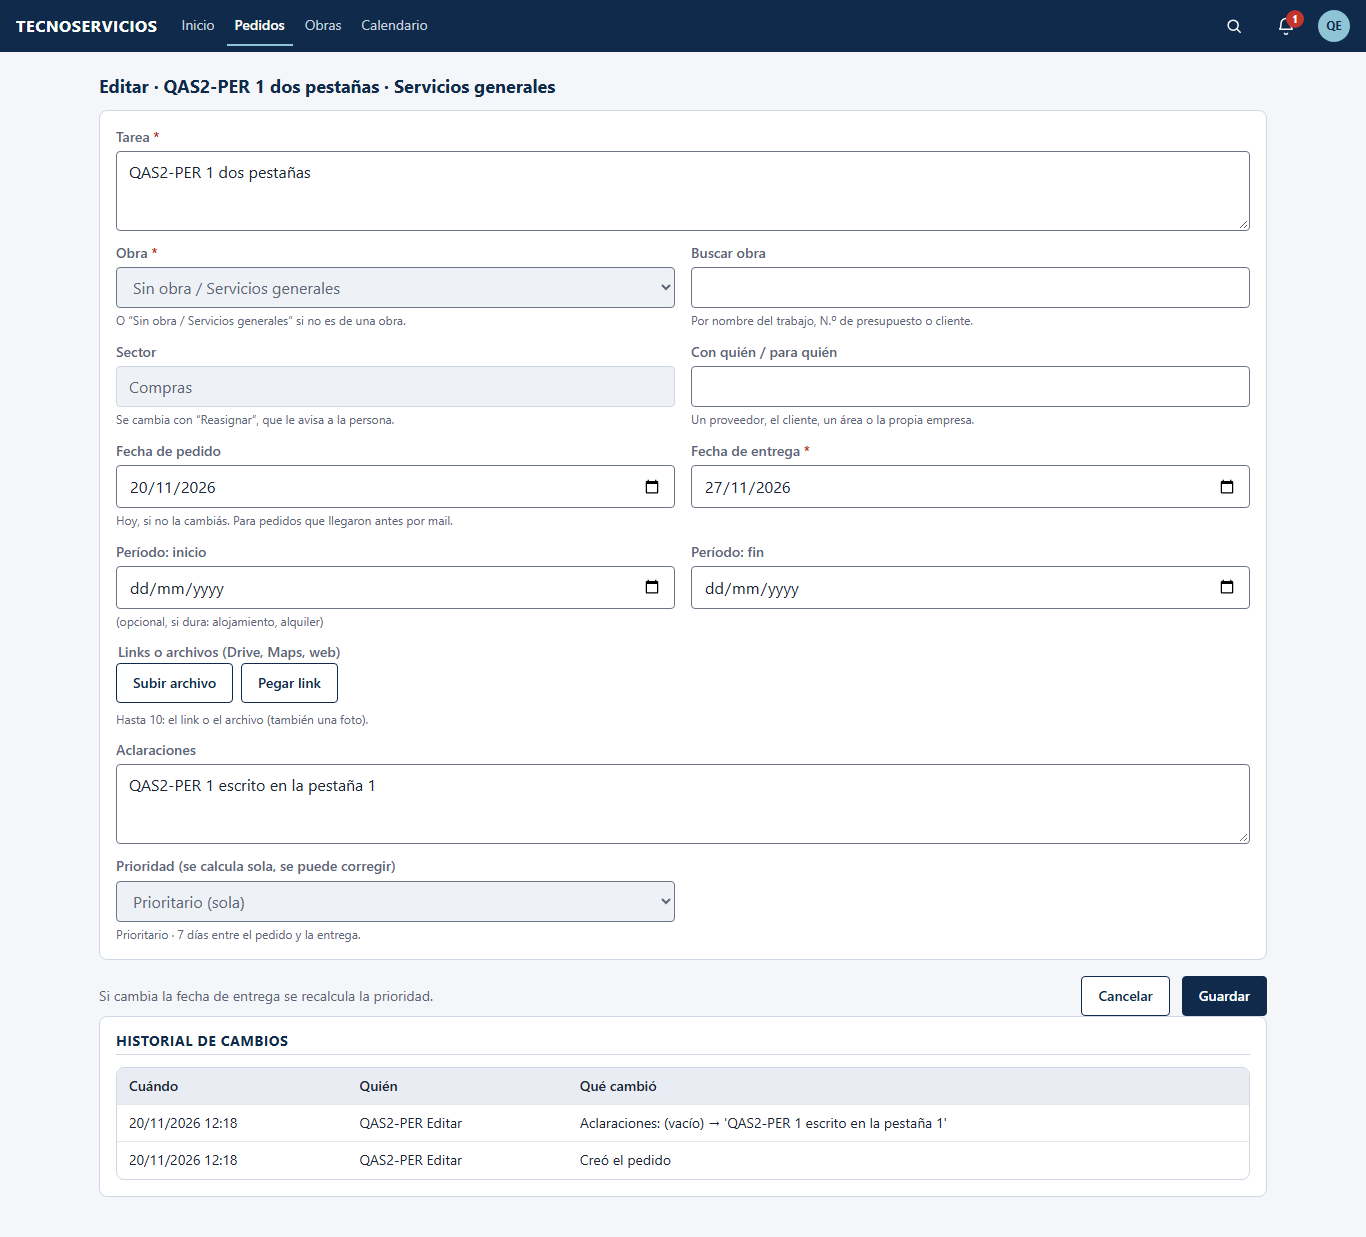 TECNOSERVICIOS Inicio Pedidos Obras Calendario 1 QE
Editar · QAS2-PER 1 dos pestañas · Servicios generales
Tarea *
QAS2-PER 1 dos pestañas
Obra * Buscar obra
Sin obra / Servicios generales
O “Sin obra / Servicios generales” si no es de una obra. Por nombre del trabajo, N.º de presupuesto o cliente.
Sector Con quién / para quién
Compras
Se cambia con “Reasignar”, que le avisa a la persona. Un proveedor, el cliente, un área o la propia empresa.
Fecha de pedido Fecha de entrega *
20/11/2026 27/11/2026
Hoy, si no la cambiás. Para pedidos que llegaron antes por mail.
Período: inicio Período: fin
dd/mm/yyyy dd/mm/yyyy
(opcional, si dura: alojamiento, alquiler)
Links o archivos (Drive, Maps, web)
Subir archivo Pegar link
Hasta 10: el link o el archivo (también una foto).
Aclaraciones
QAS2-PER 1 escrito en la pestaña 1
Prioridad (se calcula sola, se puede corregir)
Prioritario (sola)
Prioritario · 7 días entre el pedido y la entrega.
Si cambia la fecha de entrega se recalcula la prioridad. Cancelar Guardar
HISTORIAL DE CAMBIOS
Cuándo Quién Qué cambió
20/11/2026 12:18 QAS2-PER Editar Aclaraciones: (vacío) → 'QAS2-PER 1 escrito en la pestaña 1'
20/11/2026 12:18 QAS2-PER Editar Creó el pedido